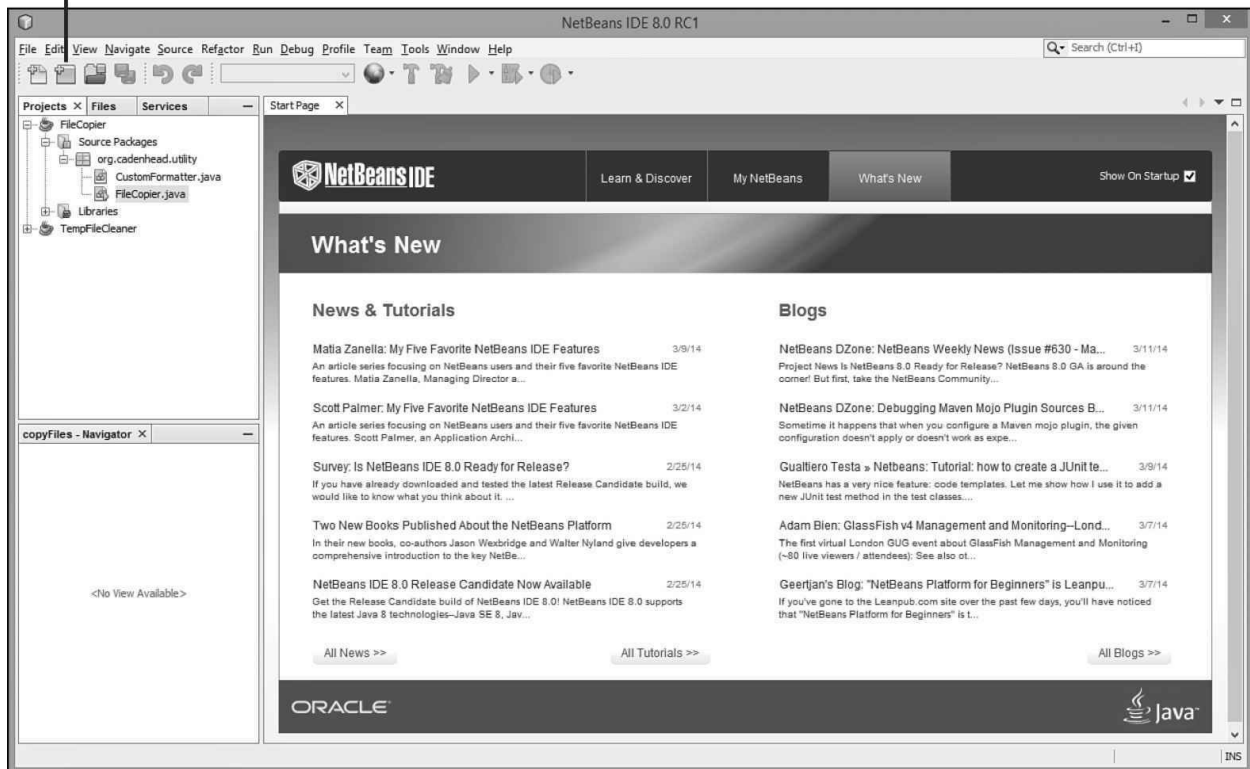 NetBeans IDE 8.0 RC1
File Edit View Navigate Source Refactor Run Debug Profile Team Tools Window Help
Search (Ctrl+I)
Projects Files Services
FileCopier
Source Packages
org.cadenhead.utility
CustomFormatter.java
FileCopier.java
Libraries
TempFileCleaner
copyFiles - Navigator
<No View Available>
Start Page
NetBeans IDE
Learn & Discover
My NetBeans
What's New
Show On Startup
What's New
News & Tutorials
Matia Zanella: My Five Favorite NetBeans IDE Features 3/9/14
An article series focusing on NetBeans users and their five favorite NetBeans IDE
features. Matia Zanella, Managing Director a...
Scott Palmer: My Five Favorite NetBeans IDE Features 3/2/14
An article series focusing on NetBeans users and their five favorite NetBeans IDE
features. Scott Palmer, an Application Archi...
Survey: Is NetBeans IDE 8.0 Ready for Release? 2/25/14
If you have already downloaded and tested the latest Release Candidate build, we
would like to know what you think about it. ...
Two New Books Published About the NetBeans Platform 2/25/14
In their new books, co-authors Jason Wexbridge and Walter Nyland give developers a
comprehensive introduction to the key NetBe...
NetBeans IDE 8.0 Release Candidate Now Available 2/25/14
Get the Release Candidate build of NetBeans IDE 8.0! NetBeans IDE 8.0 supports
the latest Java 8 technologies–Java SE 8, Jav...
All News >>
All Tutorials >>
Blogs
NetBeans DZone: NetBeans Weekly News (Issue #630 - Ma... 3/11/14
Project News Is NetBeans 8.0 Ready for Release? NetBeans 8.0 GA is around the
corner! But first, take the NetBeans Community...
NetBeans DZone: Debugging Maven Mojo Plugin Sources B... 3/11/14
Sometime it happens that when you configure a Maven mojo plugin, the given
configuration doesn't apply or doesn't work as expe...
Gualtiero Testa » Netbeans: Tutorial: how to create a JUnit te... 3/9/14
NetBeans has a very nice feature: code templates. Let me show how I use it to add a
new JUnit test method in the test classes....
Adam Bien: GlassFish v4 Management and Monitoring–Lond... 3/7/14
The first virtual London GUG event about GlassFish Management and Monitoring
(~80 live viewers / attendees): See also ot...
Geertjan's Blog: "NetBeans Platform for Beginners" is Leanpu... 3/7/14
If you've gone to the Leanpub.com site over the past few days, you'll have noticed
that "NetBeans Platform for Beginners" is t...
All Blogs >>
ORACLE
Java
INS